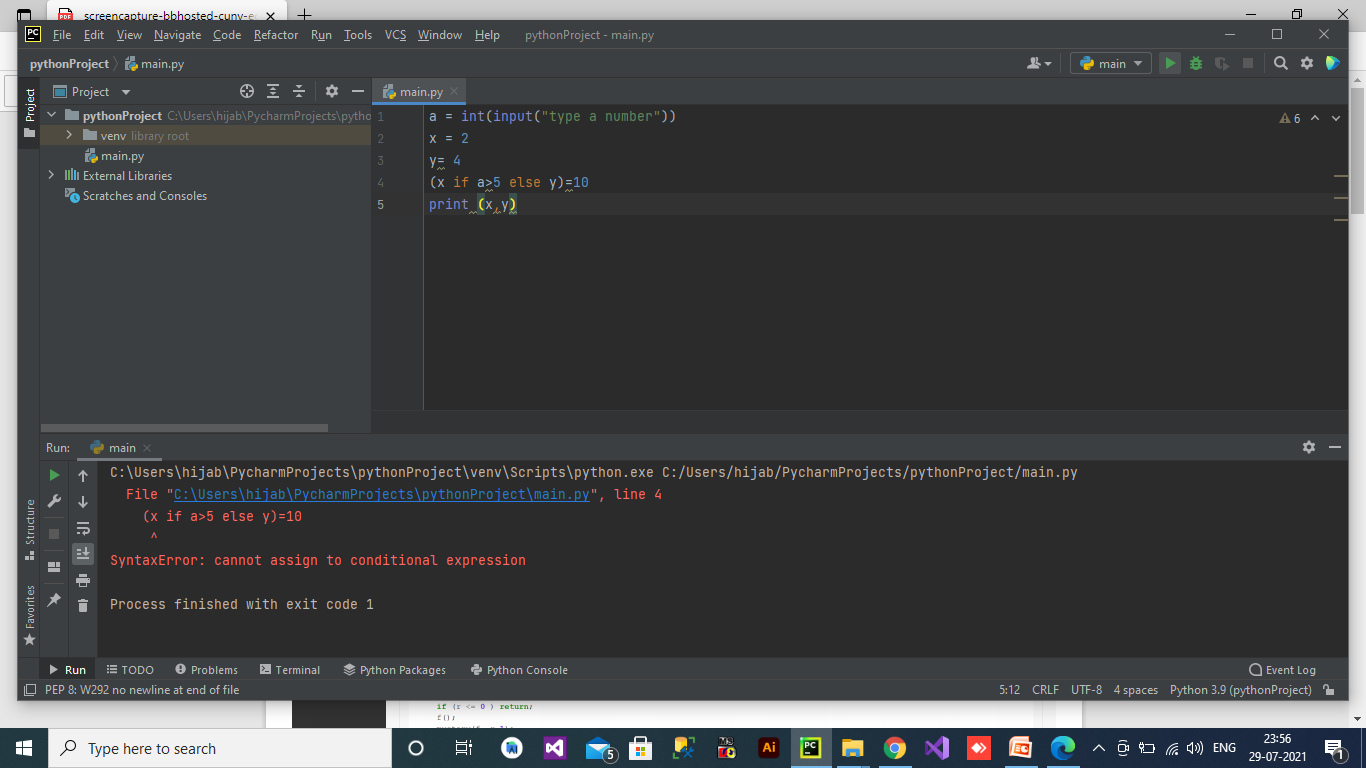 screencapture-bbhosted-cuny-e
File Edit View Navigate Code Refactor Run Tools VCS Window Help pythonProject - main.py
pythonProject main.py main
Project main.py
pythonProject C:\Users\hijab\PycharmProjects\pytho
venv library root
main.py
External Libraries
Scratches and Consoles
Project
1 a = int(input("type a number"))
2 x = 2
3 y= 4
4 (x if a>5 else y)=10
5 print (x,y)
6
Run: main
C:\Users\hijab\PycharmProjects\pythonProject\venv\Scripts\python.exe C:/Users/hijab/PycharmProjects/pythonProject/main.py
File "C:\Users\hijab\PycharmProjects\pythonProject\main.py", line 4
(x if a>5 else y)=10
^
SyntaxError: cannot assign to conditional expression
Process finished with exit code 1
Structure
Favorites
Run TODO Problems Terminal Python Packages Python Console Event Log
PEP 8: W292 no newline at end of file 5:12 CRLF UTF-8 4 spaces Python 3.9 (pythonProject)
if (r <= 0 ) return;
f();
Type here to search 5 Ai PC ENG 23:56
29-07-2021 1